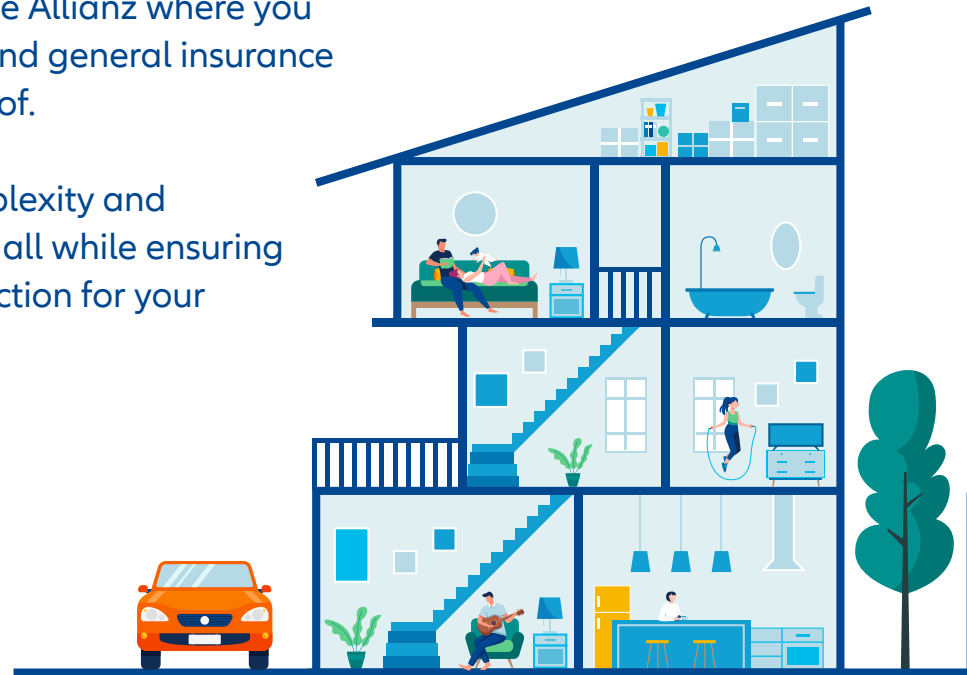 e Allianz where you
nd general insurance
of.
plexity and
all while ensuring
ction for your